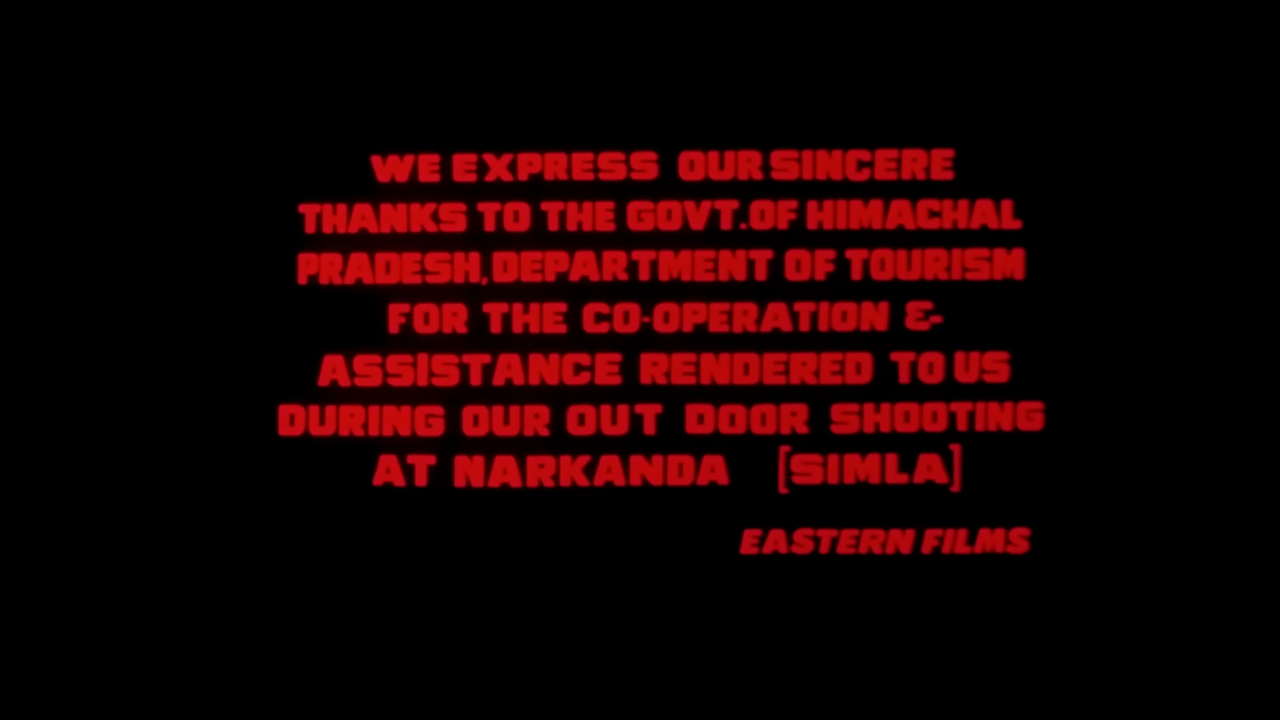 WE EXPRESS OUR SINCERE
THANKS TO THE GOVT.OF HIMACHAL
PRADESH,DEPARTMENT OF TOURISM
FOR THE CO-OPERATION &
ASSISTANCE RENDERED TO US
DURING OUR OUT DOOR SHOOTING
AT NARKANDA [SIMLA]
EASTERN FILMS